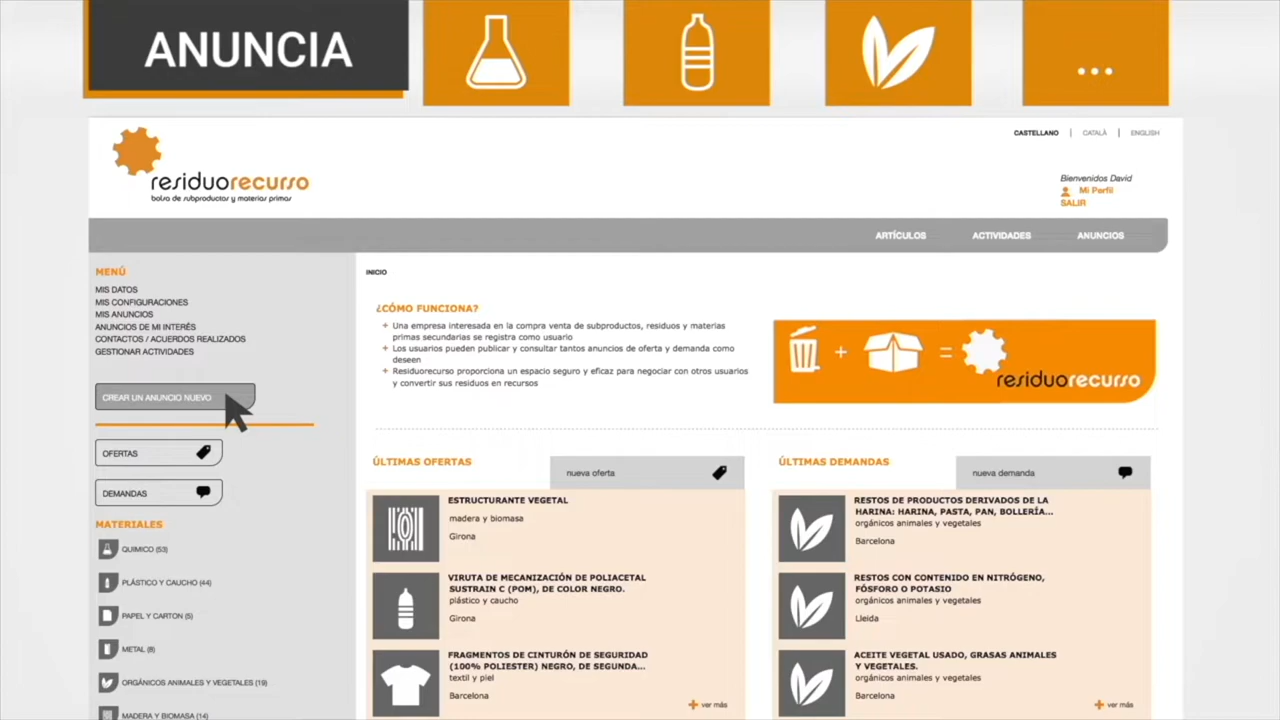 ANUNCIA
...
CASTELLANO | CATALÀ | ENGLISH
residuorecurso
bolsa de subproductos y materias primas
Bienvenidos David
Mi Perfil
SALIR
ARTÍCULOS ACTIVIDADES ANUNCIOS
MENÚ
MIS DATOS
MIS CONFIGURACIONES
MIS ANUNCIOS
ANUNCIOS DE MI INTERÉS
CONTACTOS / ACUERDOS REALIZADOS
GESTIONAR ACTIVIDADES
CREAR UN ANUNCIO NUEVO
OFERTAS
DEMANDAS
MATERIALES
QUIMICO (53)
PLÁSTICO Y CAUCHO (44)
PAPEL Y CARTON (5)
METAL (8)
ORGÁNICOS ANIMALES Y VEGETALES (19)
MADERA Y BIOMASA (14)
INICIO
¿CÓMO FUNCIONA?
+ Una empresa interesada en la compra venta de subproductos, residuos y materias
primas secundarias se registra como usuario
+ Los usuarios pueden publicar y consultar tantos anuncios de oferta y demanda como
deseen
+ Residuorecurso proporciona un espacio seguro y eficaz para negociar con otros usuarios
y convertir sus residuos en recursos
+ =
residuorecurso
ÚLTIMAS OFERTAS
nueva oferta
ESTRUCTURANTE VEGETAL
madera y biomasa
Girona
VIRUTA DE MECANIZACIÓN DE POLIACETAL
SUSTRAIN C (POM), DE COLOR NEGRO.
plástico y caucho
Girona
FRAGMENTOS DE CINTURÓN DE SEGURIDAD
(100% POLIESTER) NEGRO, DE SEGUNDA...
textil y piel
Barcelona
+ ver más
ÚLTIMAS DEMANDAS
nueva demanda
RESTOS DE PRODUCTOS DERIVADOS DE LA
HARINA: HARINA, PASTA, PAN, BOLLERÍA...
orgánicos animales y vegetales
Barcelona
RESTOS CON CONTENIDO EN NITRÓGENO,
FÓSFORO O POTASIO
orgánicos animales y vegetales
Lleida
ACEITE VEGETAL USADO, GRASAS ANIMALES
Y VEGETALES.
orgánicos animales y vegetales
Barcelona
+ ver más